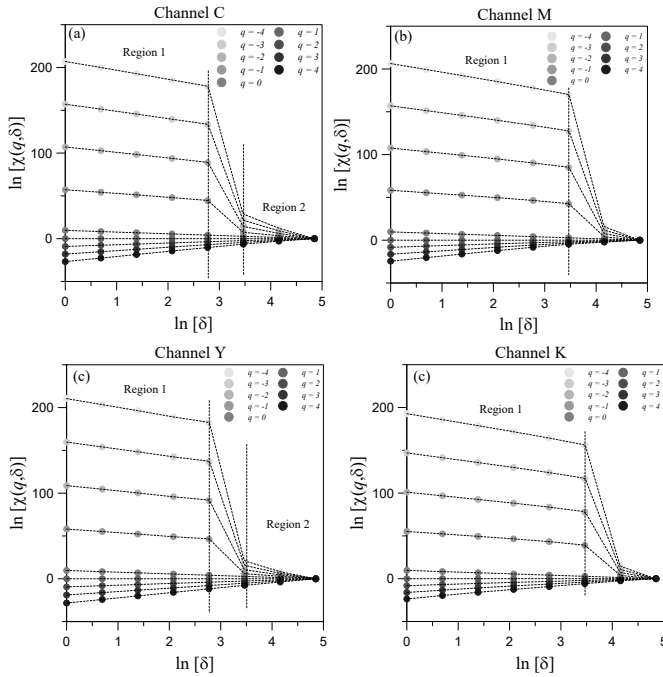 Channel C
(a)
Region 1
q = -4
q = -3
q = -2
q = -1
q = 0
q = 1
q = 2
q = 3
q = 4
Region 2
200
100
0
ln [χ(q,δ)]
0
1
2
3
4
5
ln [δ]
Channel M
(b)
Region 1
q = -4
q = -3
q = -2
q = -1
q = 0
q = 1
q = 2
q = 3
q = 4
200
100
0
ln [χ(q,δ)]
0
1
2
3
4
5
ln [δ]
Channel Y
(c)
Region 1
q = -4
q = -3
q = -2
q = -1
q = 0
q = 1
q = 2
q = 3
q = 4
Region 2
200
100
0
ln [χ(q,δ)]
0
1
2
3
4
5
ln [δ]
Channel K
(c)
Region 1
q = -4
q = -3
q = -2
q = -1
q = 0
q = 1
q = 2
q = 3
q = 4
200
100
0
ln [χ(q,δ)]
0
1
2
3
4
5
ln [δ]